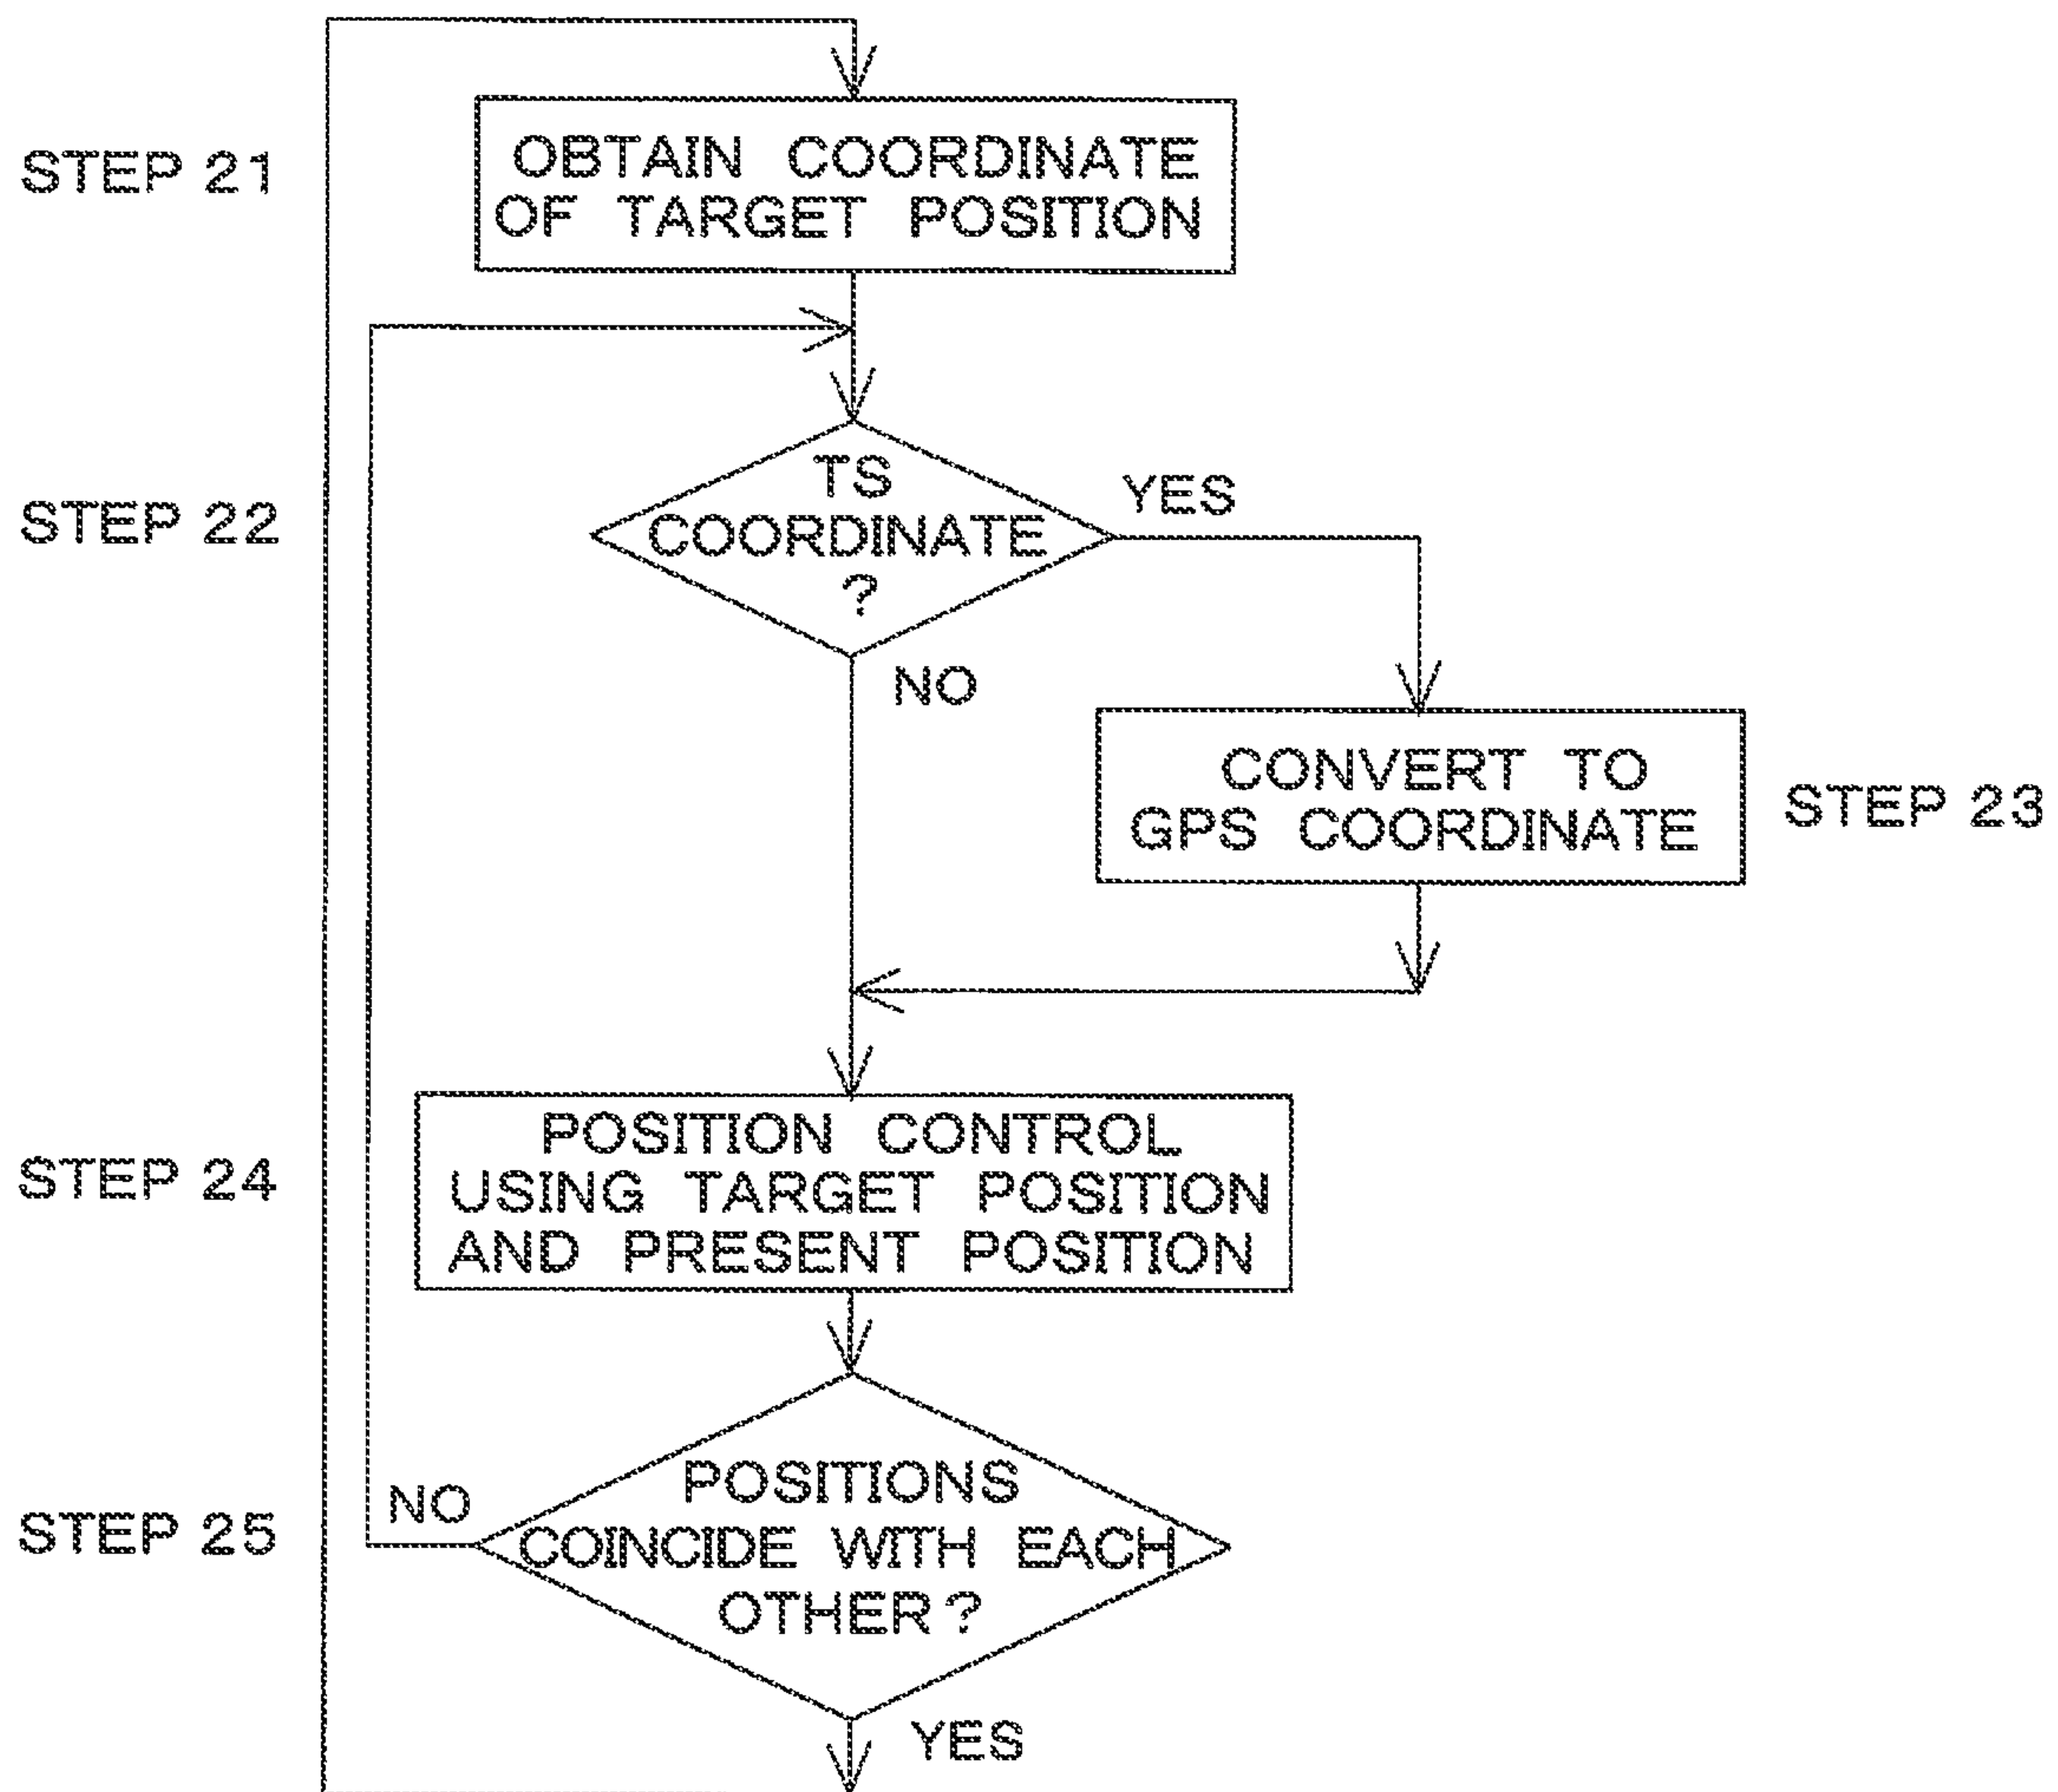 STEP 21
OBTAIN COORDINATE
OF TARGET POSITION
STEP 22
TS
COORDINATE
?
YES
NO
CONVERT TO
GPS COORDINATE
STEP 23
STEP 24
POSITION CONTROL
USING TARGET POSITION
AND PRESENT POSITION
STEP 25
NO
POSITIONS
COINCIDE WITH EACH
OTHER?
YES